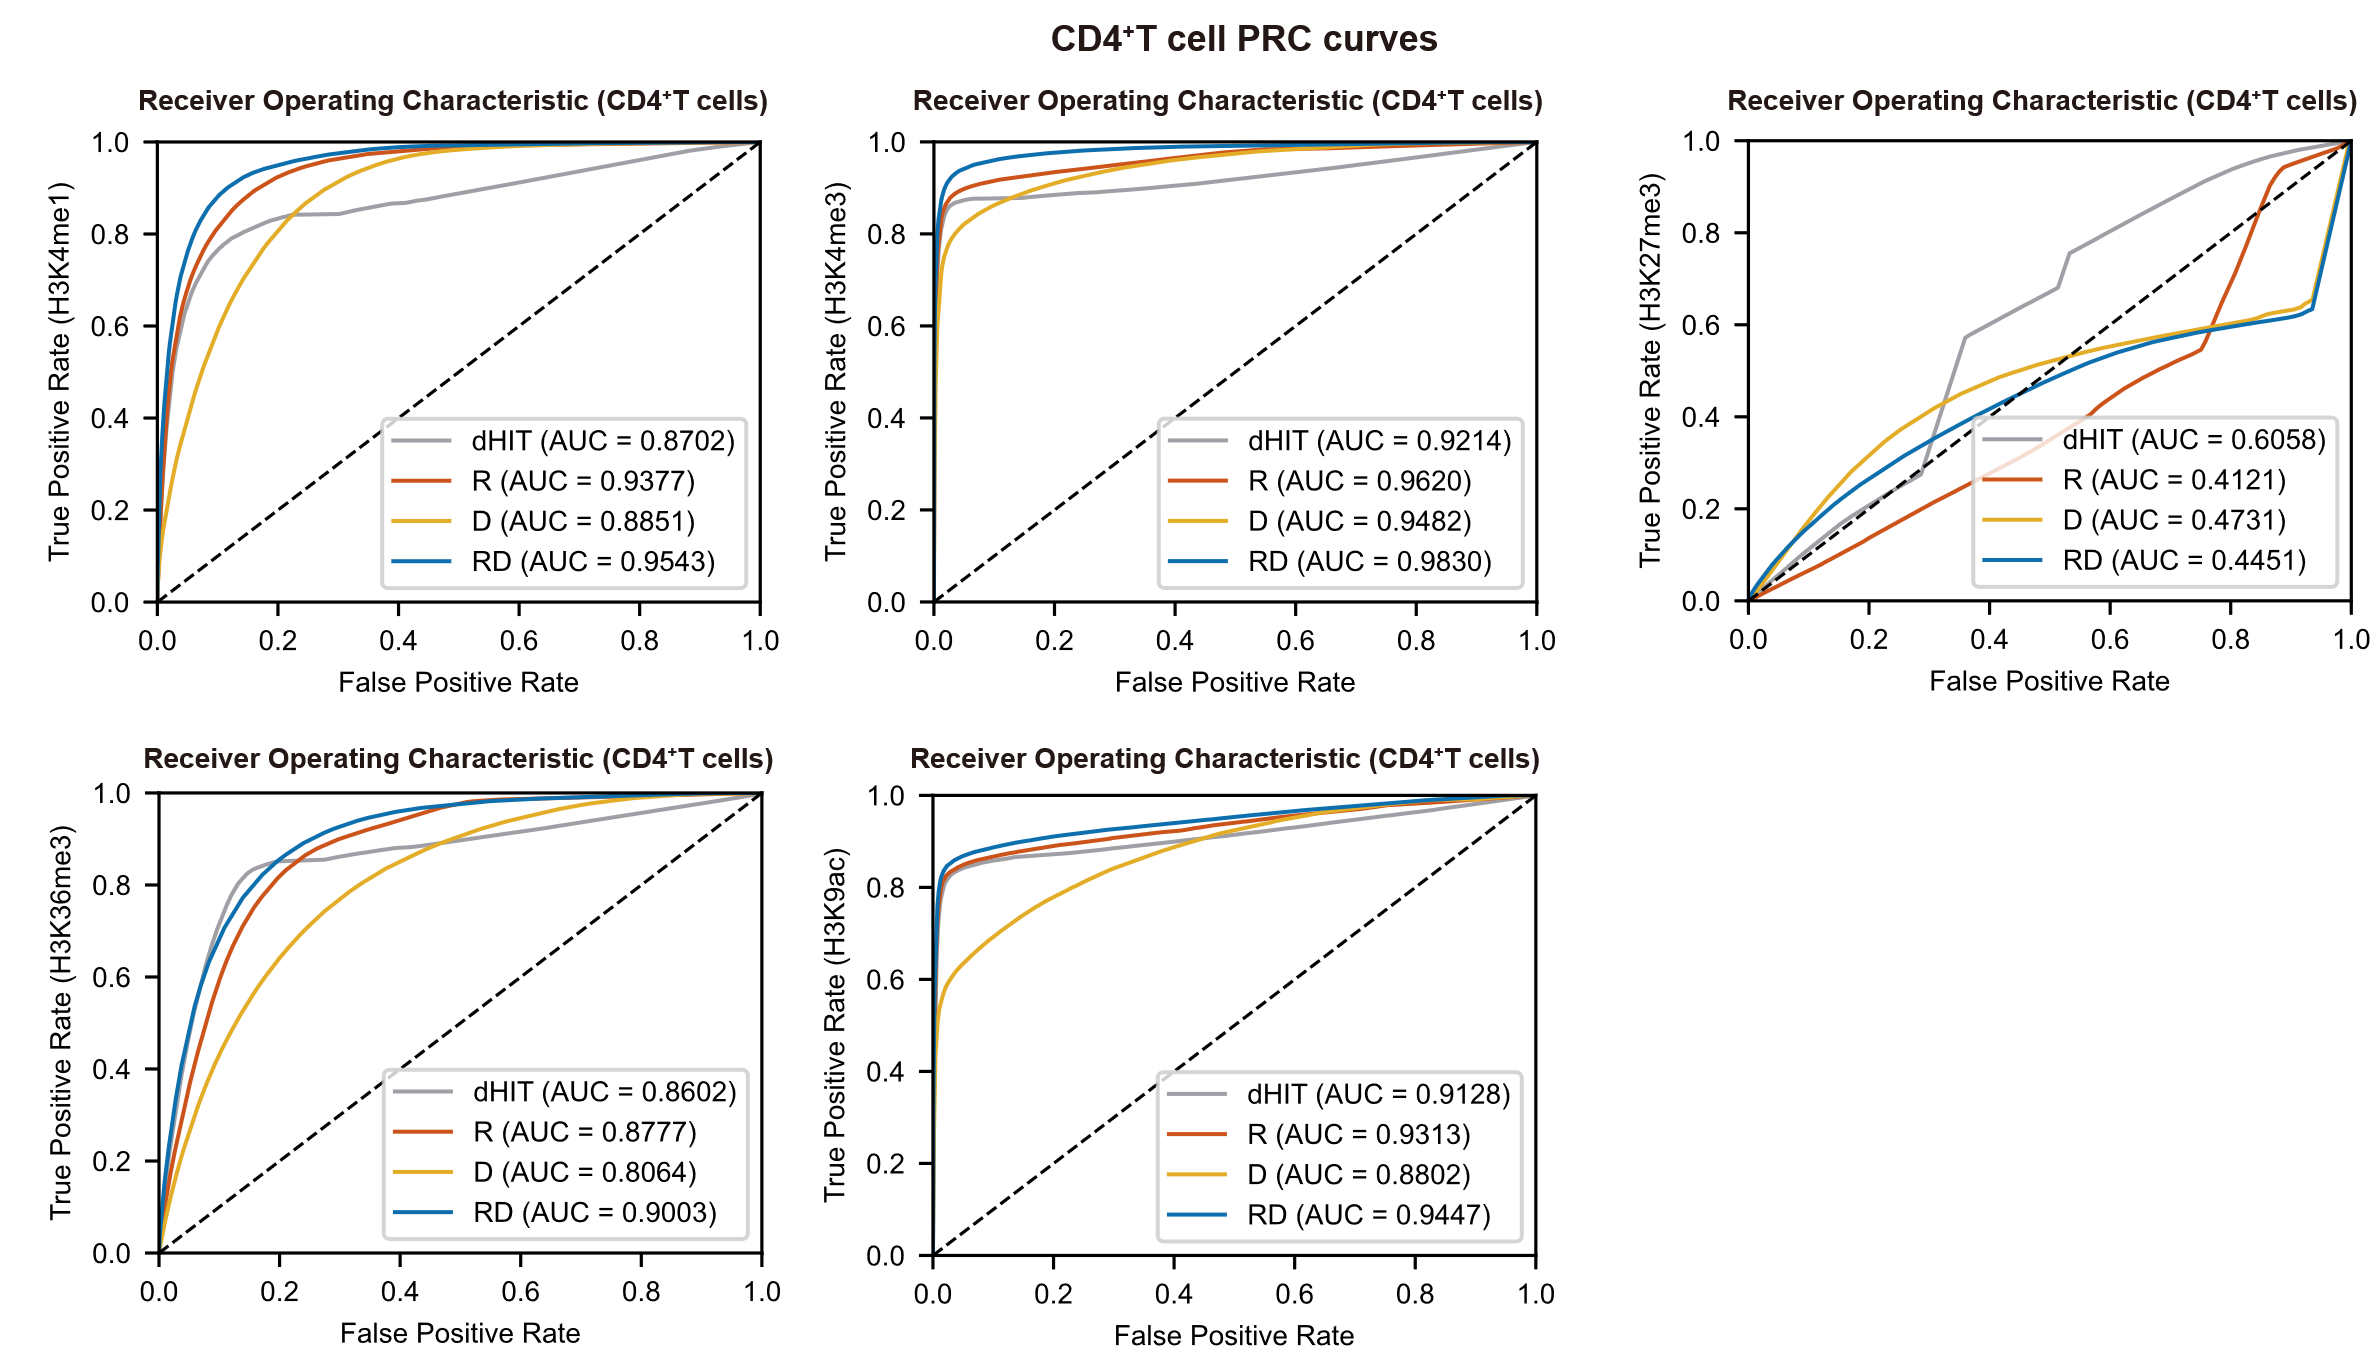 CD4⁺T cell PRC curves
Receiver Operating Characteristic (CD4⁺T cells)
True Positive Rate (H3K4me1)
1.0
0.8
0.6
0.4
0.2
0.0
dHIT (AUC = 0.8702)
R (AUC = 0.9377)
D (AUC = 0.8851)
RD (AUC = 0.9543)
0.0 0.2 0.4 0.6 0.8 1.0
False Positive Rate
Receiver Operating Characteristic (CD4⁺T cells)
True Positive Rate (H3K4me3)
1.0
0.8
0.6
0.4
0.2
0.0
dHIT (AUC = 0.9214)
R (AUC = 0.9620)
D (AUC = 0.9482)
RD (AUC = 0.9830)
0.0 0.2 0.4 0.6 0.8 1.0
False Positive Rate
Receiver Operating Characteristic (CD4⁺T cells)
True Positive Rate (H3K27me3)
1.0
0.8
0.6
0.4
0.2
0.0
dHIT (AUC = 0.6058)
R (AUC = 0.4121)
D (AUC = 0.4731)
RD (AUC = 0.4451)
0.0 0.2 0.4 0.6 0.8 1.0
False Positive Rate
Receiver Operating Characteristic (CD4⁺T cells)
True Positive Rate (H3K36me3)
1.0
0.8
0.6
0.4
0.2
0.0
dHIT (AUC = 0.8602)
R (AUC = 0.8777)
D (AUC = 0.8064)
RD (AUC = 0.9003)
0.0 0.2 0.4 0.6 0.8 1.0
False Positive Rate
Receiver Operating Characteristic (CD4⁺T cells)
True Positive Rate (H3K9ac)
1.0
0.8
0.6
0.4
0.2
0.0
dHIT (AUC = 0.9128)
R (AUC = 0.9313)
D (AUC = 0.8802)
RD (AUC = 0.9447)
0.0 0.2 0.4 0.6 0.8 1.0
False Positive Rate